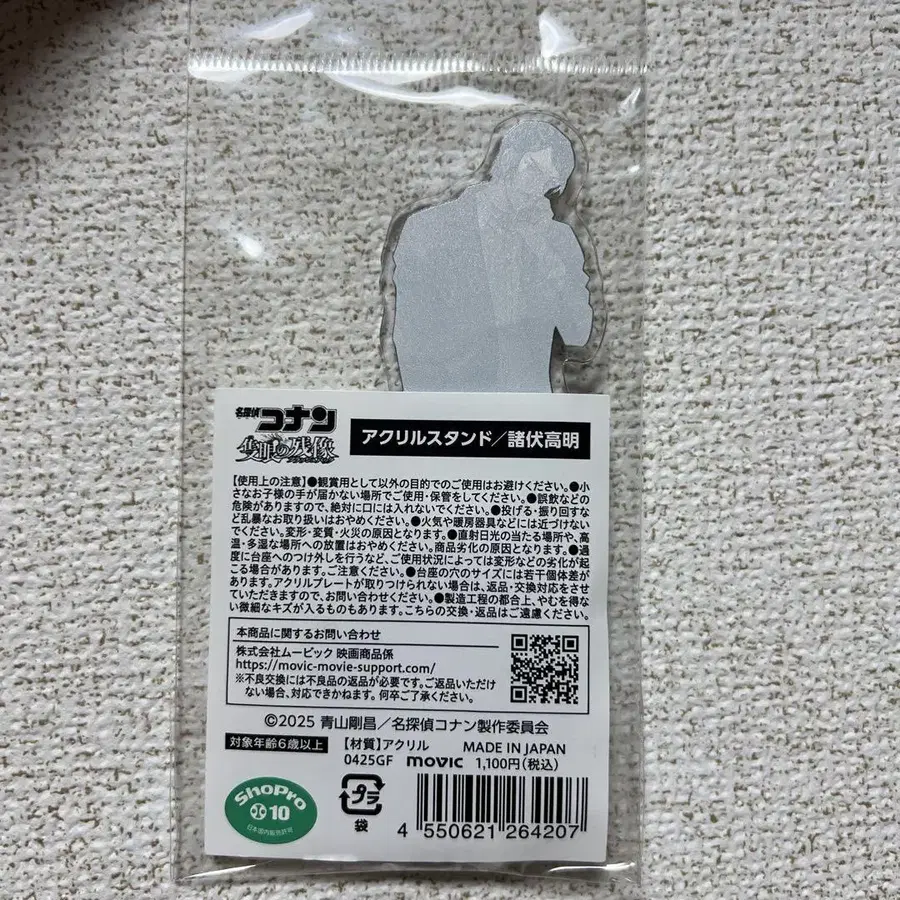 名探偵コナン
隻眼の残像
アクリルスタンド／諸伏高明
【使用上の注意】●観賞用として以外の目的でのご使用はお避けください。●小
さなお子様の手が届かない場所でご使用・保管をしてください。●誤飲などの
危険がありますので、絶対に口には入れないでください。●投げる・振り回すな
ど乱暴なお取り扱いはおやめください。●火気や暖房器具などには近づけない
でください。変形・変質・火災の原因となります。●直射日光の当たる場所や、高
温・多湿な場所への放置はおやめください。商品劣化の原因となります。●過
度に台座へのつけ外しを行うなど、ご使用状況によっては変形などの劣化が起
こる場合があります。ご注意ください。●台座の穴のサイズには若干個体差が
あります。アクリルプレートが取りつけられない場合は、返品・交換対応をさせ
ていただきますので、お問い合わせください。●製造工程の都合上、やむを得な
い微細なキズが入るものもあります。こちらの交換・返品はご遠慮ください。
本商品に関するお問い合わせ
株式会社ムービック 映画商品係
https://movic-movie-support.com/
※不良交換には不良品の返品が必要です。ご返品いただけ
ない場合、対応できかねます。何卒ご了承ください。
©2025 青山剛昌／名探偵コナン製作委員会
対象年齢6歳以上
【材質】アクリル MADE IN JAPAN
0425GF movic 1,100円(税込)
ShoPro
10
日本国内販売許可
プラ
袋
4 550621 264207